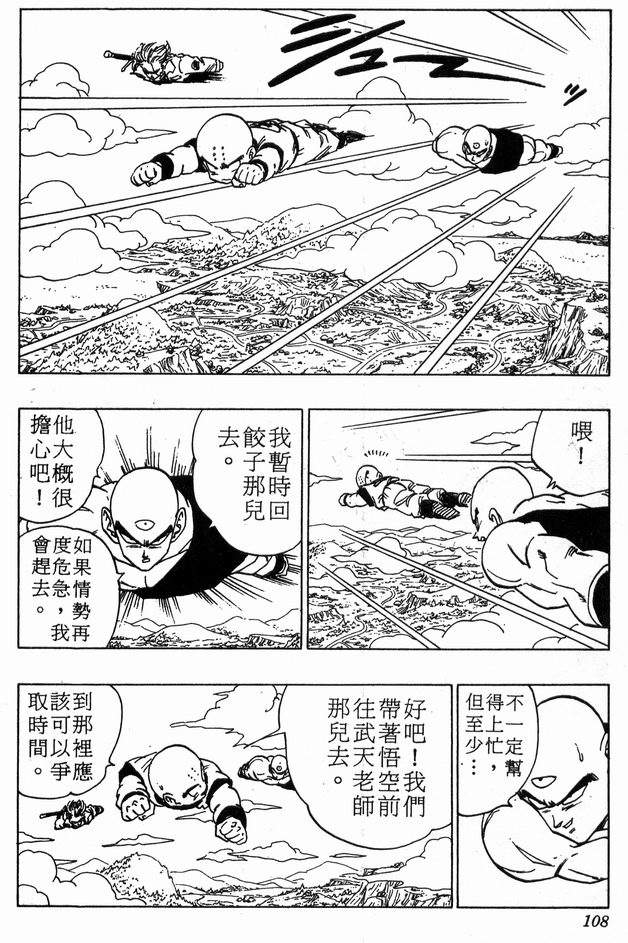 ジューッ
喂！
我暫時回
餃子那兒
去。
他大概很
擔心吧！
如果情勢再
度危急，我
會趕去。
不一定幫
得上忙，
但至少…
好吧！我們
帶著悟空前
往武天老師
那兒去。
到那裡應
該可以爭
取時間。
108